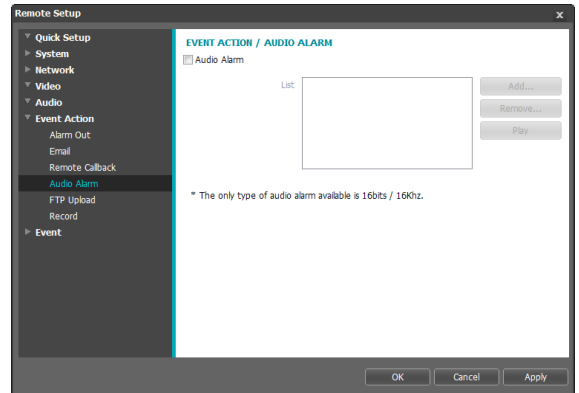 Remote Setup
x
Quick Setup
System
Network
Video
Audio
Event Action
Alarm Out
Email
Remote Callback
Audio Alarm
FTP Upload
Record
Event
EVENT ACTION / AUDIO ALARM
Audio Alarm
List
Add...
Remove...
Play
* The only type of audio alarm available is 16bits / 16Khz.
OK Cancel Apply